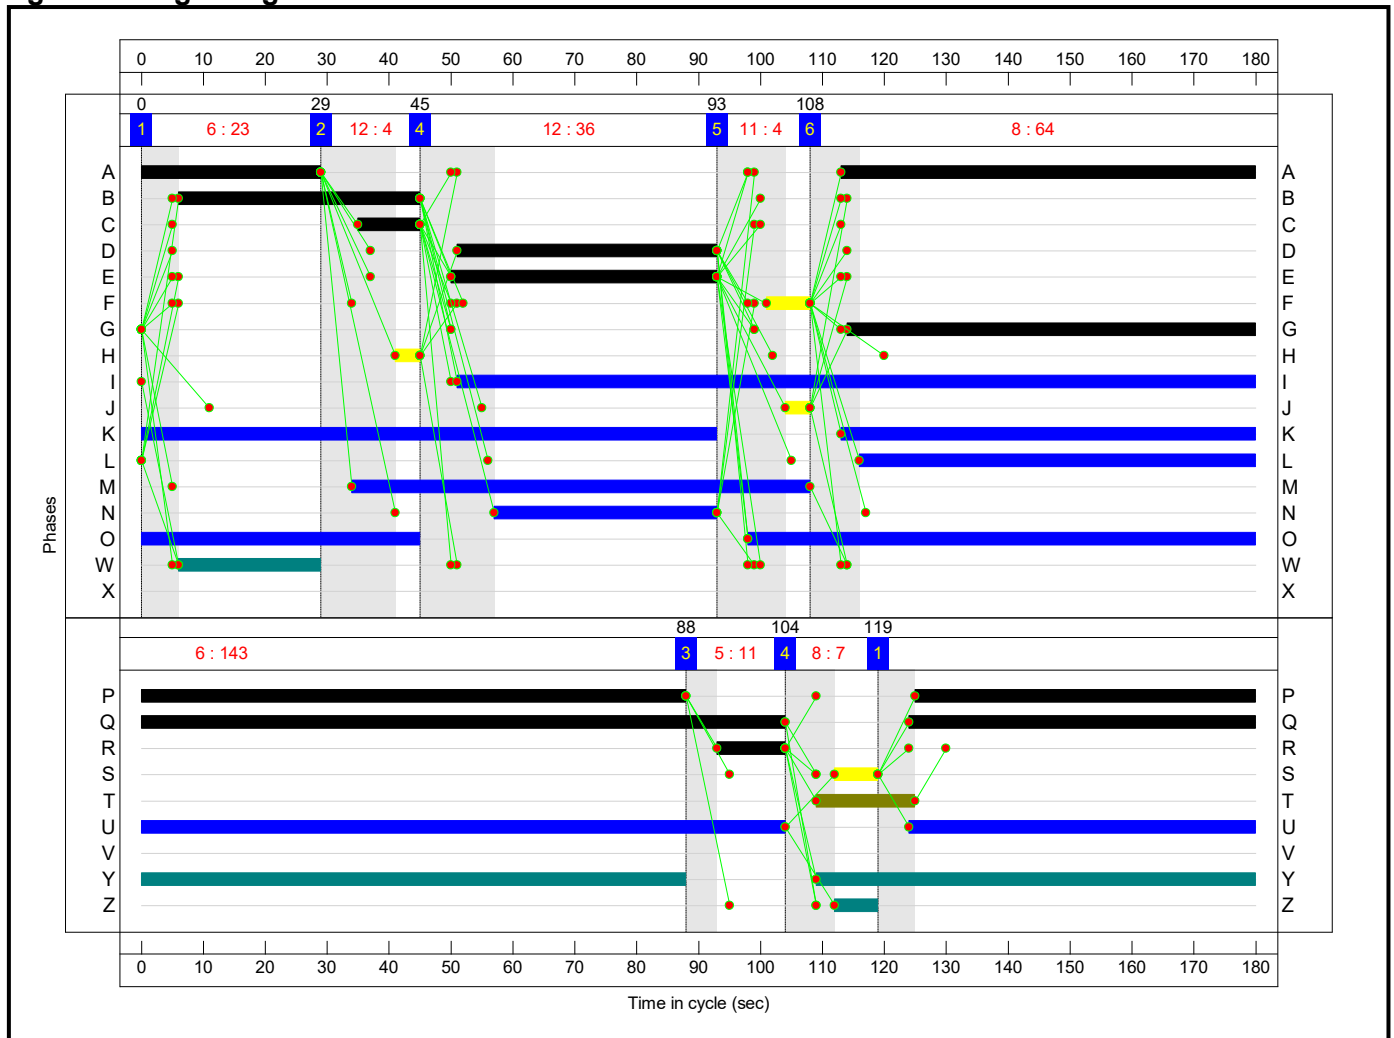 0 10 20 30 40 50 60 70 80 90 100 110 120 130 140 150 160 170 180
0 29 45 93 108
1 6 : 23 2 12 : 4 4 12 : 36 5 11 : 4 6 8 : 64
A A
B B
C C
D D
E E
F F
G G
H H
I I
J J
K K
L L
M M
N N
O O
W W
X X
Phases
88 104 119
6 : 143 3 5 : 11 4 8 : 7 1
P P
Q Q
R R
S S
T T
U U
V V
Y Y
Z Z
0 10 20 30 40 50 60 70 80 90 100 110 120 130 140 150 160 170 180
Time in cycle (sec)